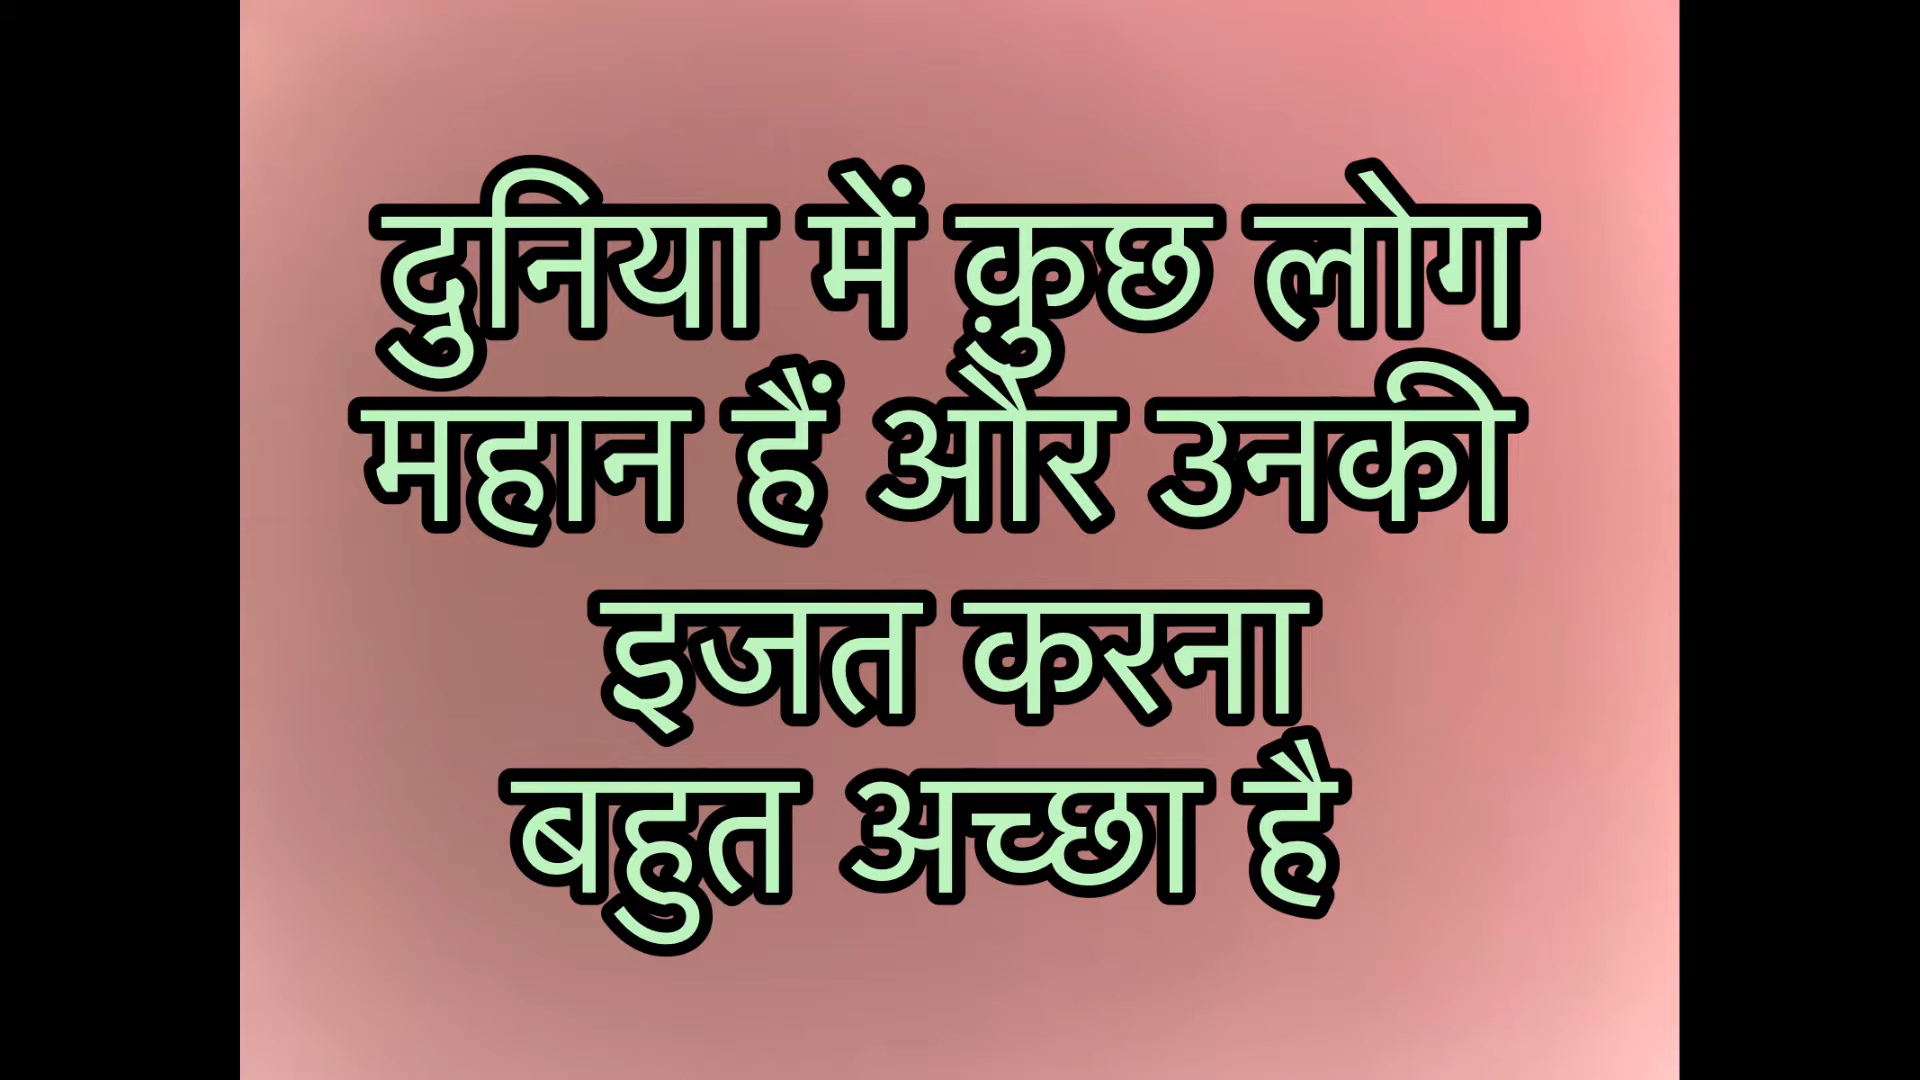 दुनिया में कुछ लोग
महान हैं और उनकी
इजत करना
बहुत अच्छा है